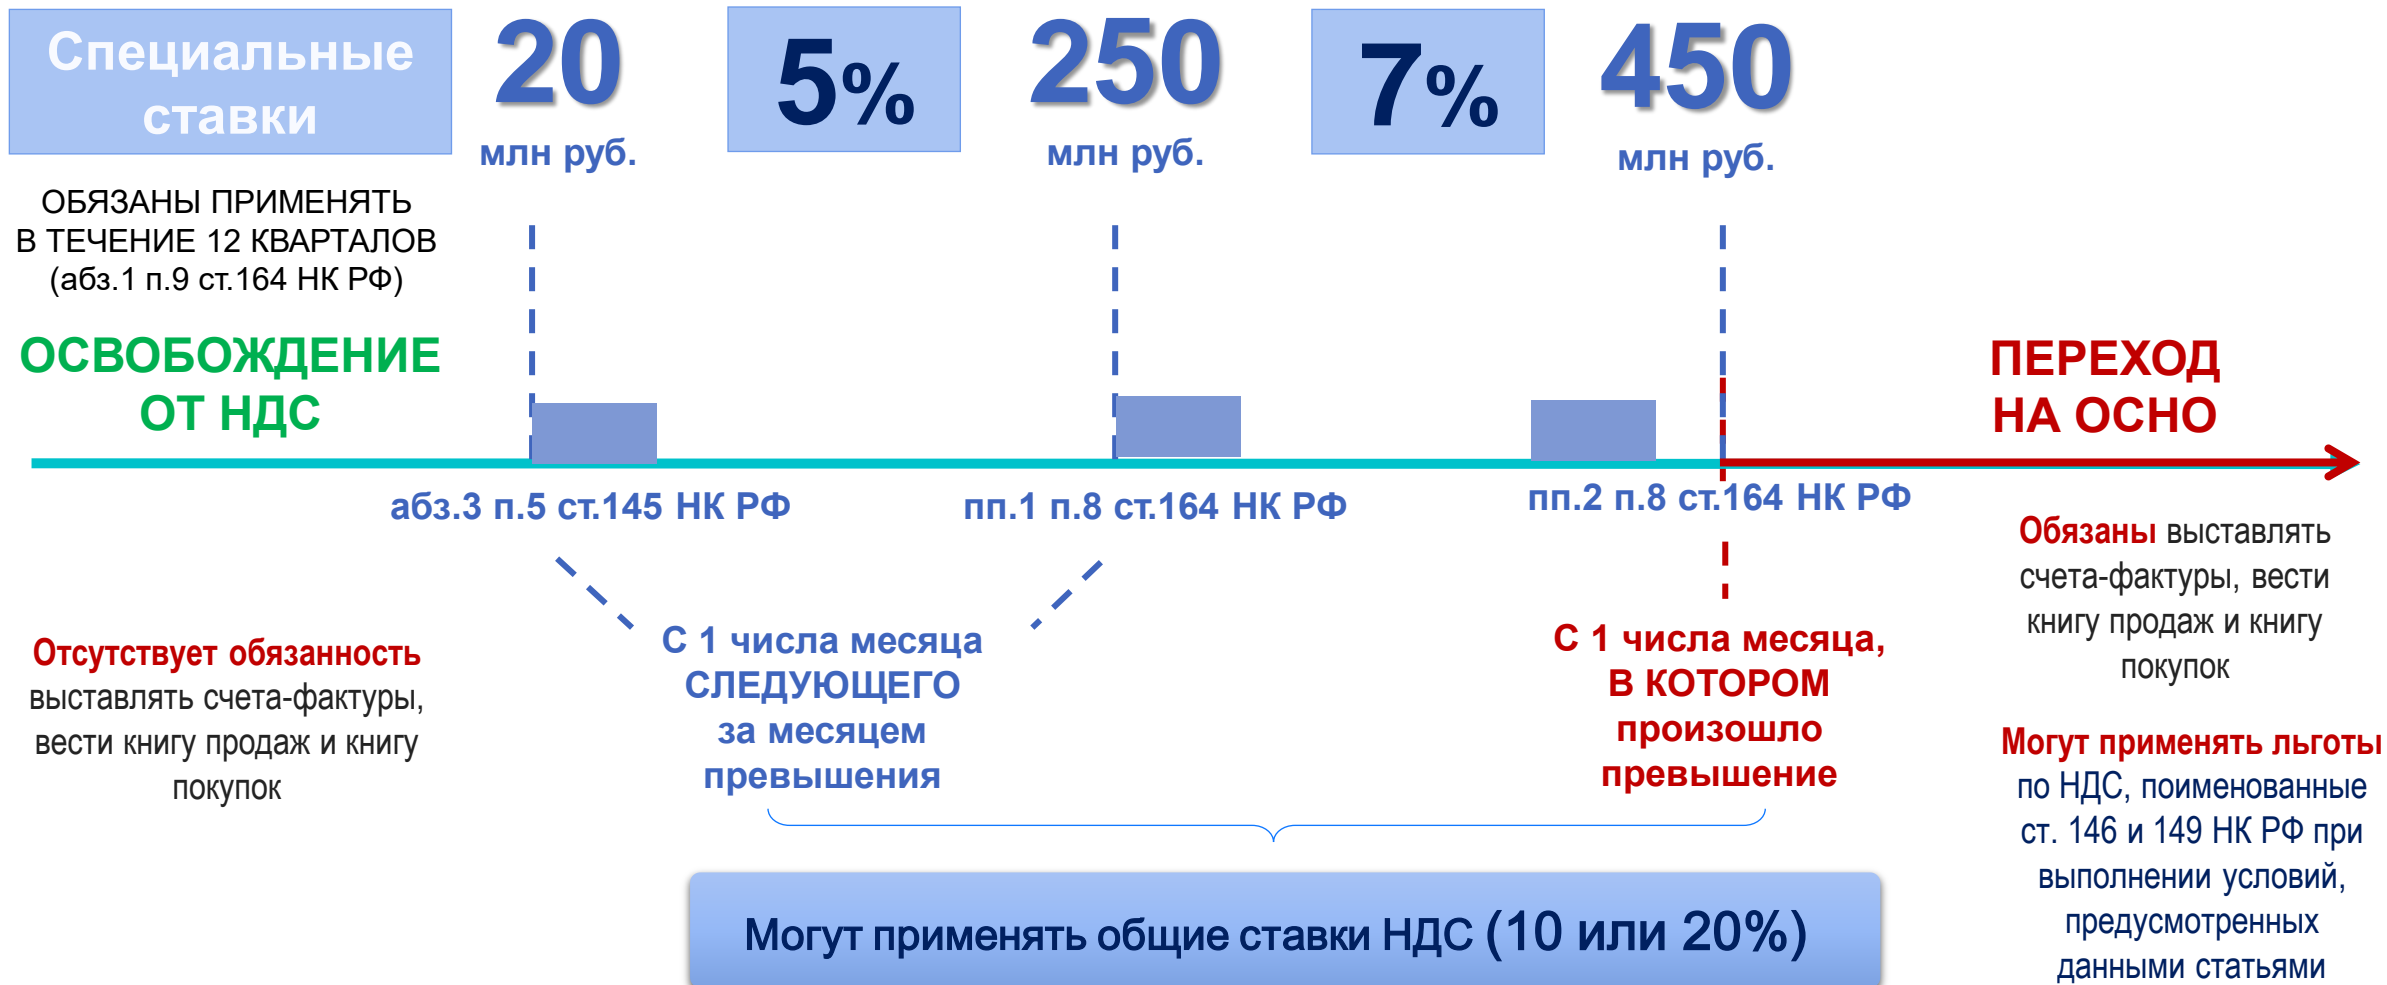 Специальные
ставки
20
млн руб.
5%
250
млн руб.
7%
450
млн руб.
ОБЯЗАНЫ ПРИМЕНЯТЬ
В ТЕЧЕНИЕ 12 КВАРТАЛОВ
(абз.1 п.9 ст.164 НК РФ)
ОСВОБОЖДЕНИЕ
ОТ НДС
ПЕРЕХОД
НА ОСНО
абз.3 п.5 ст.145 НК РФ
пп.1 п.8 ст.164 НК РФ
пп.2 п.8 ст.164 НК РФ
Отсутствует обязанность
выставлять счета-фактуры,
вести книгу продаж и книгу
покупок
С 1 числа месяца
СЛЕДУЮЩЕГО
за месяцем
превышения
С 1 числа месяца,
В КОТОРОМ
произошло
превышение
Обязаны выставлять
счета-фактуры, вести
книгу продаж и книгу
покупок
Могут применять льготы
по НДС, поименованные
ст. 146 и 149 НК РФ при
выполнении условий,
предусмотренных
данными статьями
Могут применять общие ставки НДС (10 или 20%)